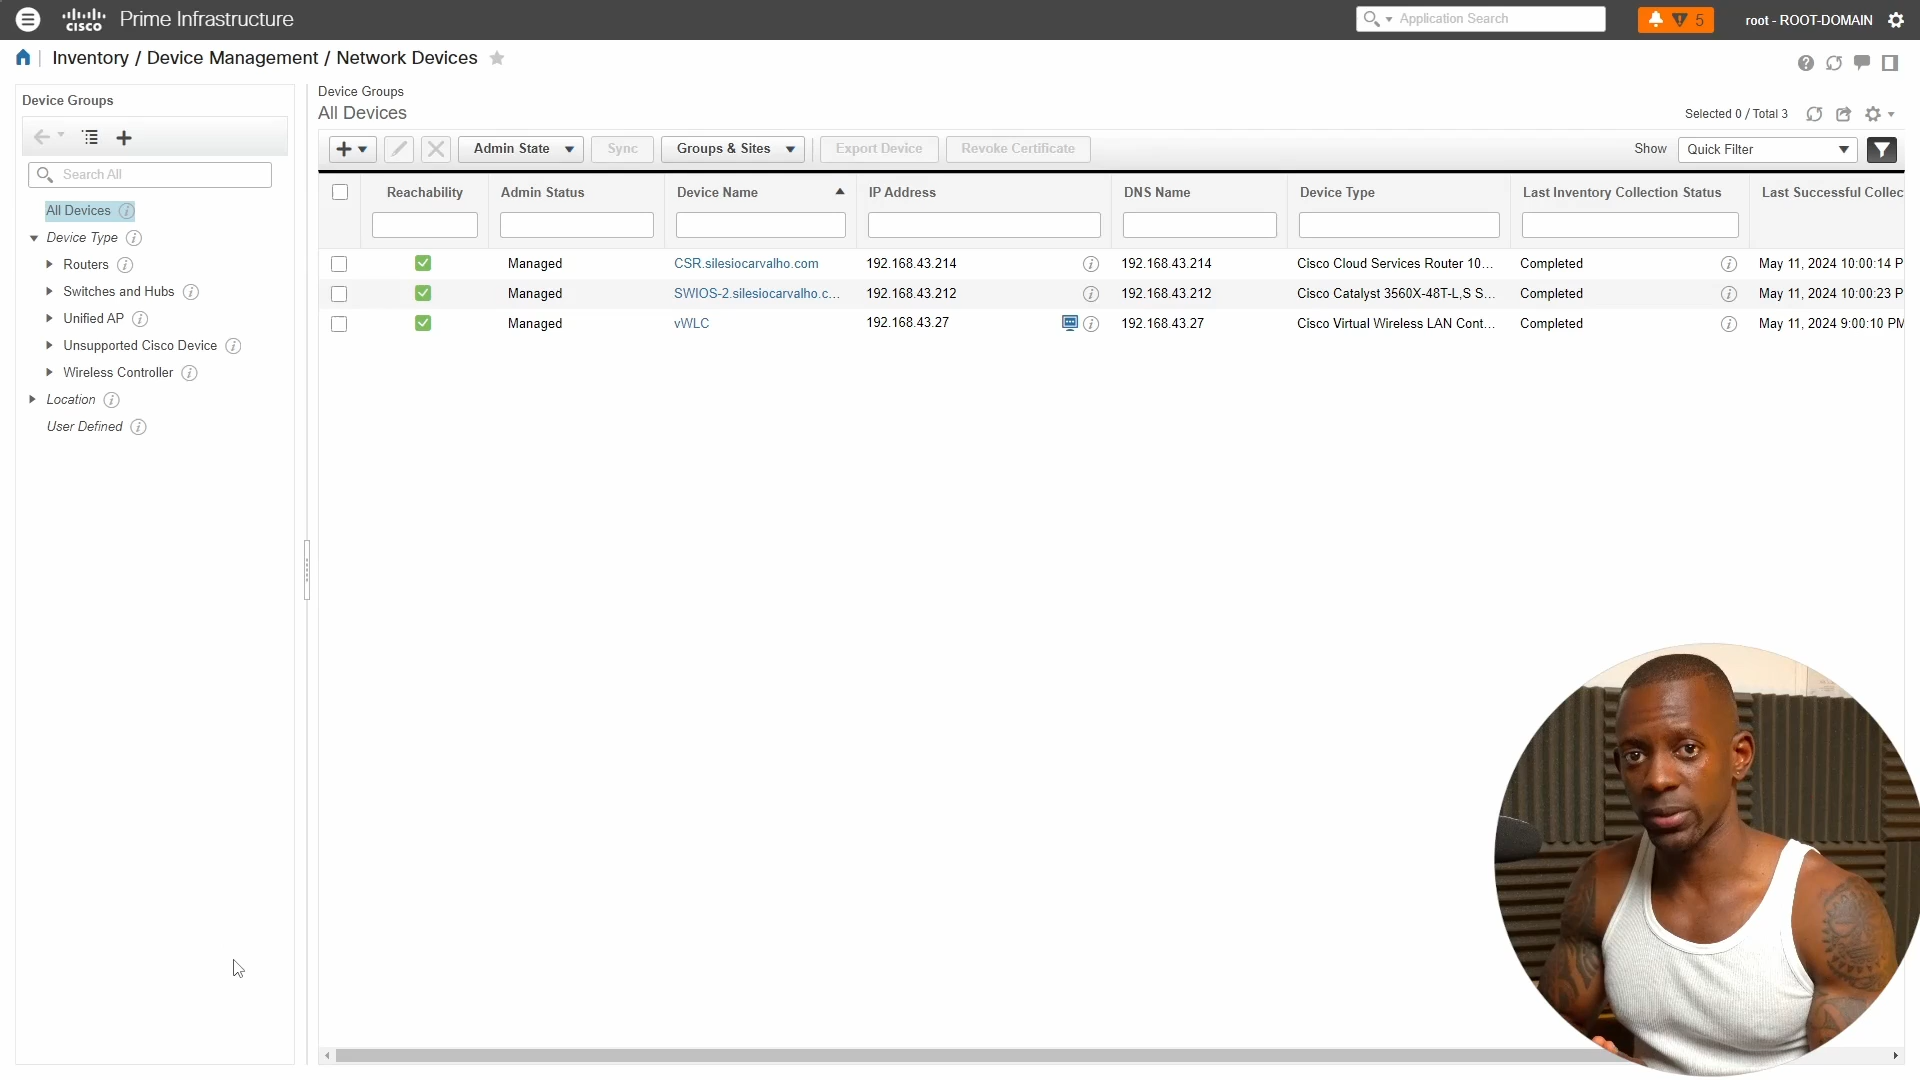 cisco Prime Infrastructure
Application Search
5
root - ROOT-DOMAIN
Inventory / Device Management / Network Devices
Device Groups
Search All
All Devices
Device Type
Routers
Switches and Hubs
Unified AP
Unsupported Cisco Device
Wireless Controller
Location
User Defined
Device Groups
All Devices
Selected 0 / Total 3
Admin State Sync Groups & Sites Export Device Revoke Certificate Show Quick Filter
Reachability Admin Status Device Name IP Address DNS Name Device Type Last Inventory Collection Status Last Successful Collec
Managed CSR.silesiocarvalho.com 192.168.43.214 192.168.43.214 Cisco Cloud Services Router 10... Completed May 11, 2024 10:00:14 P
Managed SWIOS-2.silesiocarvalho.c... 192.168.43.212 192.168.43.212 Cisco Catalyst 3560X-48T-L,S S... Completed May 11, 2024 10:00:23 P
Managed vWLC 192.168.43.27 192.168.43.27 Cisco Virtual Wireless LAN Cont... Completed May 11, 2024 9:00:10 PM